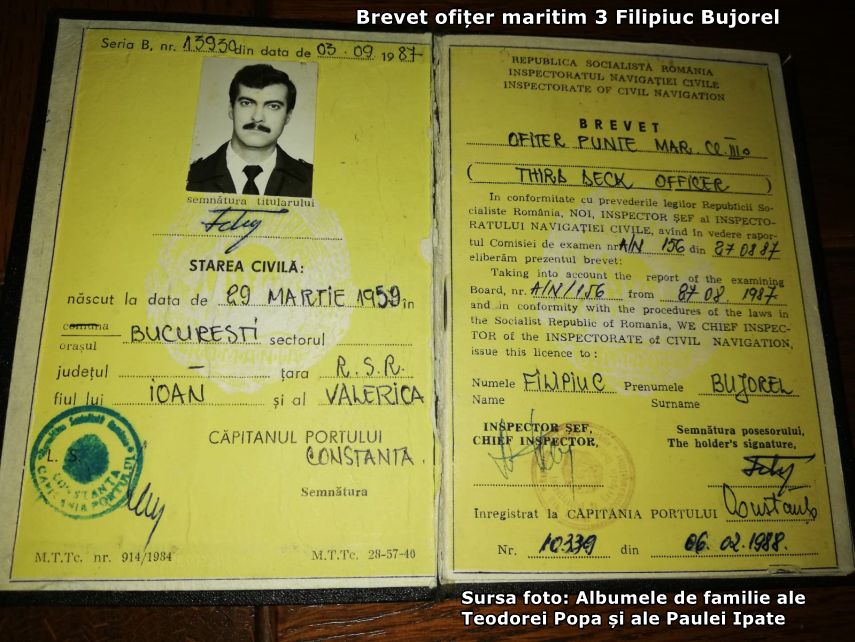 Brevet ofițer maritim 3 Filipiuc Bujorel
Seria B, nr. 13930 din data de 03.09 1987
semnătura titularului
STAREA CIVILĂ:
născut la data de 29 MARTIE 1959 în
comuna
orașul BUCUREȘTI sectorul
județul — țara R.S.R.
fiul lui IOAN și al VALERICA
CĂPITANUL PORTULUI
CONSTANTA.
L. S.
CONSTANȚA
CĂPITANIA PORTULUI
Semnătura
M.T.Tc. nr. 914/1984 M.T.Tc. 28-57-40
REPUBLICA SOCIALISTĂ ROMÂNIA
INSPECTORATUL NAVIGAȚIEI CIVILE
INSPECTORATE OF CIVIL NAVIGATION
BREVET
OFIȚER PUNTE MAR. CL. III
( THIRD DECK OFFICER )
In conformitate cu prevederile legilor Republicii So-
cialiste România, NOI, INSPECTOR ȘEF al INSPECTO-
RATULUI NAVIGAȚIEI CIVILE, avînd în vedere rapor-
tul Comisiei de examen nr. A/N 156 din 27 08 87
eliberăm prezentul brevet:
Taking into account the report of the examining
Board, nr. A/N/156 from 27 08. 1987
and in conformity with the procedures of the laws in
the Socialist Republic of Romania, WE CHIEF INSPEC-
TOR of the INSPECTORATE of CIVIL NAVIGATION,
issue this licence to :
Numele FILIPIUC Prenumele BUJOREL
Name Surname
INSPECTOR ȘEF, Semnătura posesorului,
CHIEF INSPECTOR, The holder's signature,
Inregistrat la CĂPITĂNIA PORTULUI Constanța
Nr. 10339 din 06. 02. 1988.
Sursa foto: Albumele de familie ale
Teodorei Popa și ale Paulei Ipate